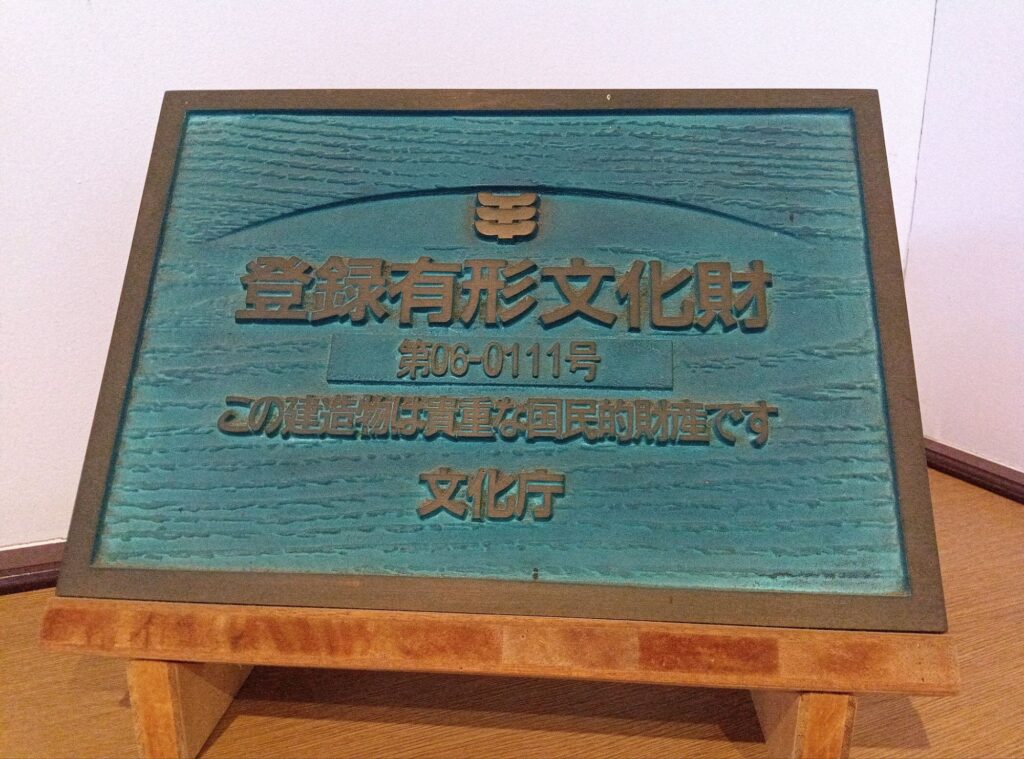 登録有形文化財
第06-0111号
この建造物は貴重な国民的財産です
文化庁